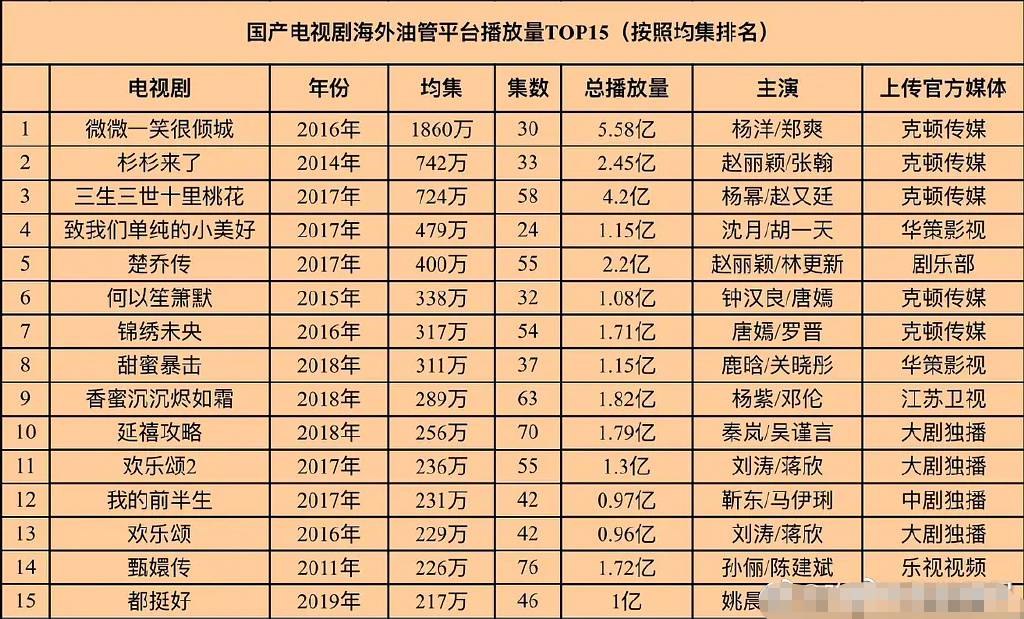 国产电视剧海外油管平台播放量TOP15（按照均集排名）
电视剧 年份 均集 集数 总播放量 主演 上传官方媒体
1 微微一笑很倾城 2016年 1860万 30 5.58亿 杨洋/郑爽 克顿传媒
2 杉杉来了 2014年 742万 33 2.45亿 赵丽颖/张翰 克顿传媒
3 三生三世十里桃花 2017年 724万 58 4.2亿 杨幂/赵又廷 克顿传媒
4 致我们单纯的小美好 2017年 479万 24 1.15亿 沈月/胡一天 华策影视
5 楚乔传 2017年 400万 55 2.2亿 赵丽颖/林更新 剧乐部
6 何以笙箫默 2015年 338万 32 1.08亿 钟汉良/唐嫣 克顿传媒
7 锦绣未央 2016年 317万 54 1.71亿 唐嫣/罗晋 克顿传媒
8 甜蜜暴击 2018年 311万 37 1.15亿 鹿晗/关晓彤 华策影视
9 香蜜沉沉烬如霜 2018年 289万 63 1.82亿 杨紫/邓伦 江苏卫视
10 延禧攻略 2018年 256万 70 1.79亿 秦岚/吴谨言 大剧独播
11 欢乐颂2 2017年 236万 55 1.3亿 刘涛/蒋欣 大剧独播
12 我的前半生 2017年 231万 42 0.97亿 靳东/马伊琍 中剧独播
13 欢乐颂 2016年 229万 42 0.96亿 刘涛/蒋欣 大剧独播
14 甄嬛传 2011年 226万 76 1.72亿 孙俪/陈建斌 乐视视频
15 都挺好 2019年 217万 46 1亿 姚晨